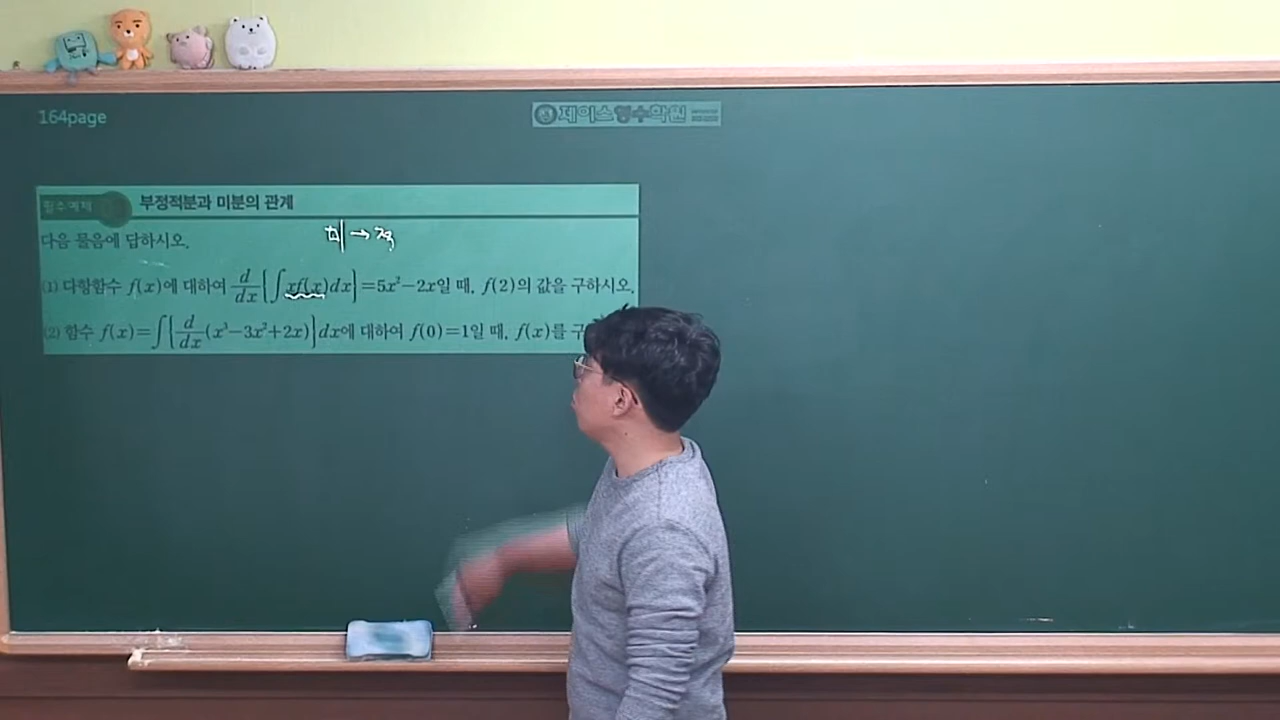 164page
제이스 영수학원
필수예제
부정적분과 미분의 관계
다음 물음에 답하시오.
미 → 적
(1) 다항함수 f(x)에 대하여 d/dx{∫xf(x)dx}=5x²−2x일 때, f(2)의 값을 구하시오.
(2) 함수 f(x)=∫{d/dx(x³−3x²+2x)}dx에 대하여 f(0)=1일 때, f(x)를 구